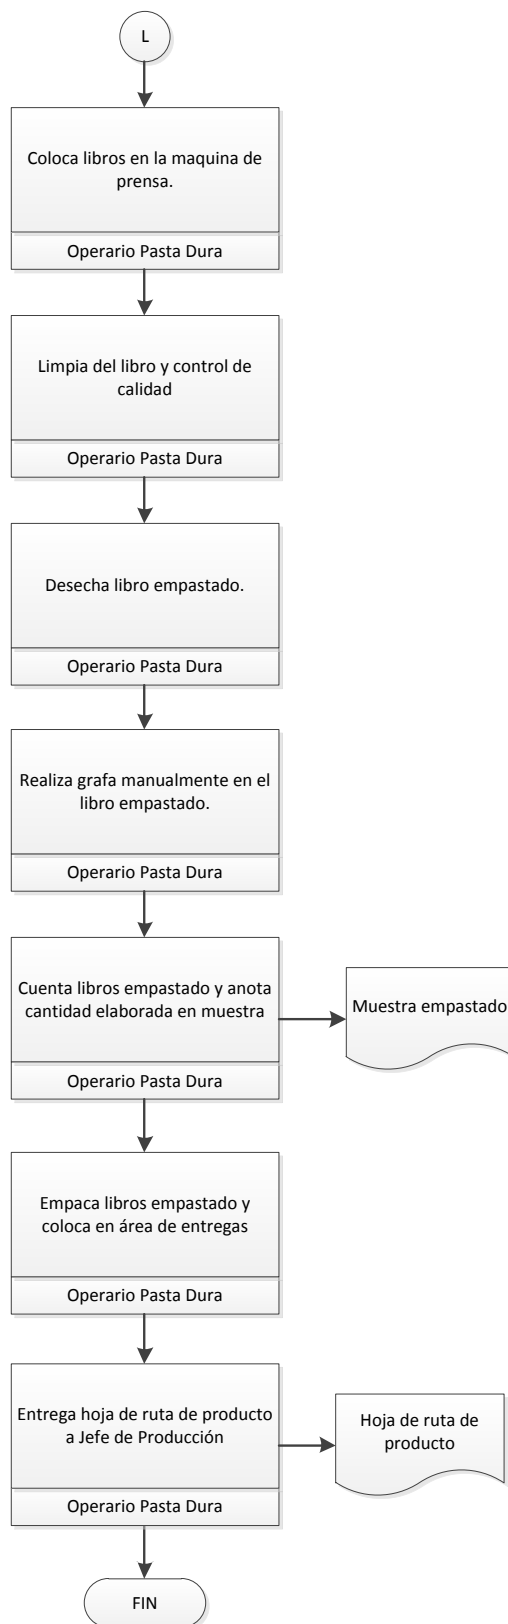 L
Coloca libros en la maquina de
prensa.
Operario Pasta Dura
Limpia del libro y control de
calidad
Operario Pasta Dura
Desecha libro empastado.
Operario Pasta Dura
Realiza grafa manualmente en el
libro empastado.
Operario Pasta Dura
Cuenta libros empastado y anota
cantidad elaborada en muestra
Muestra empastado
Operario Pasta Dura
Empaca libros empastado y
coloca en área de entregas
Operario Pasta Dura
Entrega hoja de ruta de producto
a Jefe de Producción
Hoja de ruta de
producto
Operario Pasta Dura
FIN